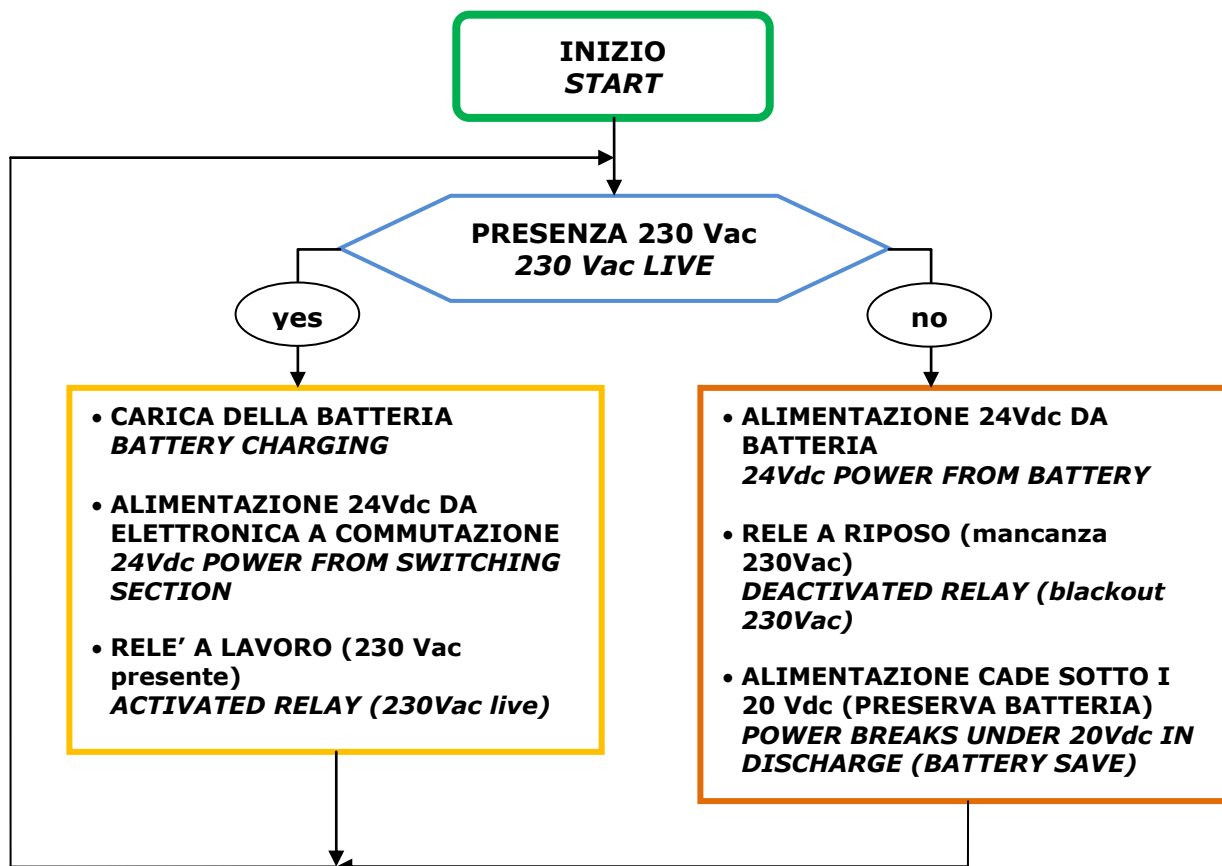 INIZIO
START
PRESENZA 230 Vac
230 Vac LIVE
yes
no
• CARICA DELLA BATTERIA
BATTERY CHARGING
• ALIMENTAZIONE 24Vdc DA
ELETTRONICA A COMMUTAZIONE
24Vdc POWER FROM SWITCHING
SECTION
• RELE’ A LAVORO (230 Vac
presente)
ACTIVATED RELAY (230Vac live)
• ALIMENTAZIONE 24Vdc DA
BATTERIA
24Vdc POWER FROM BATTERY
• RELE A RIPOSO (mancanza
230Vac)
DEACTIVATED RELAY (blackout
230Vac)
• ALIMENTAZIONE CADE SOTTO I
20 Vdc (PRESERVA BATTERIA)
POWER BREAKS UNDER 20Vdc IN
DISCHARGE (BATTERY SAVE)